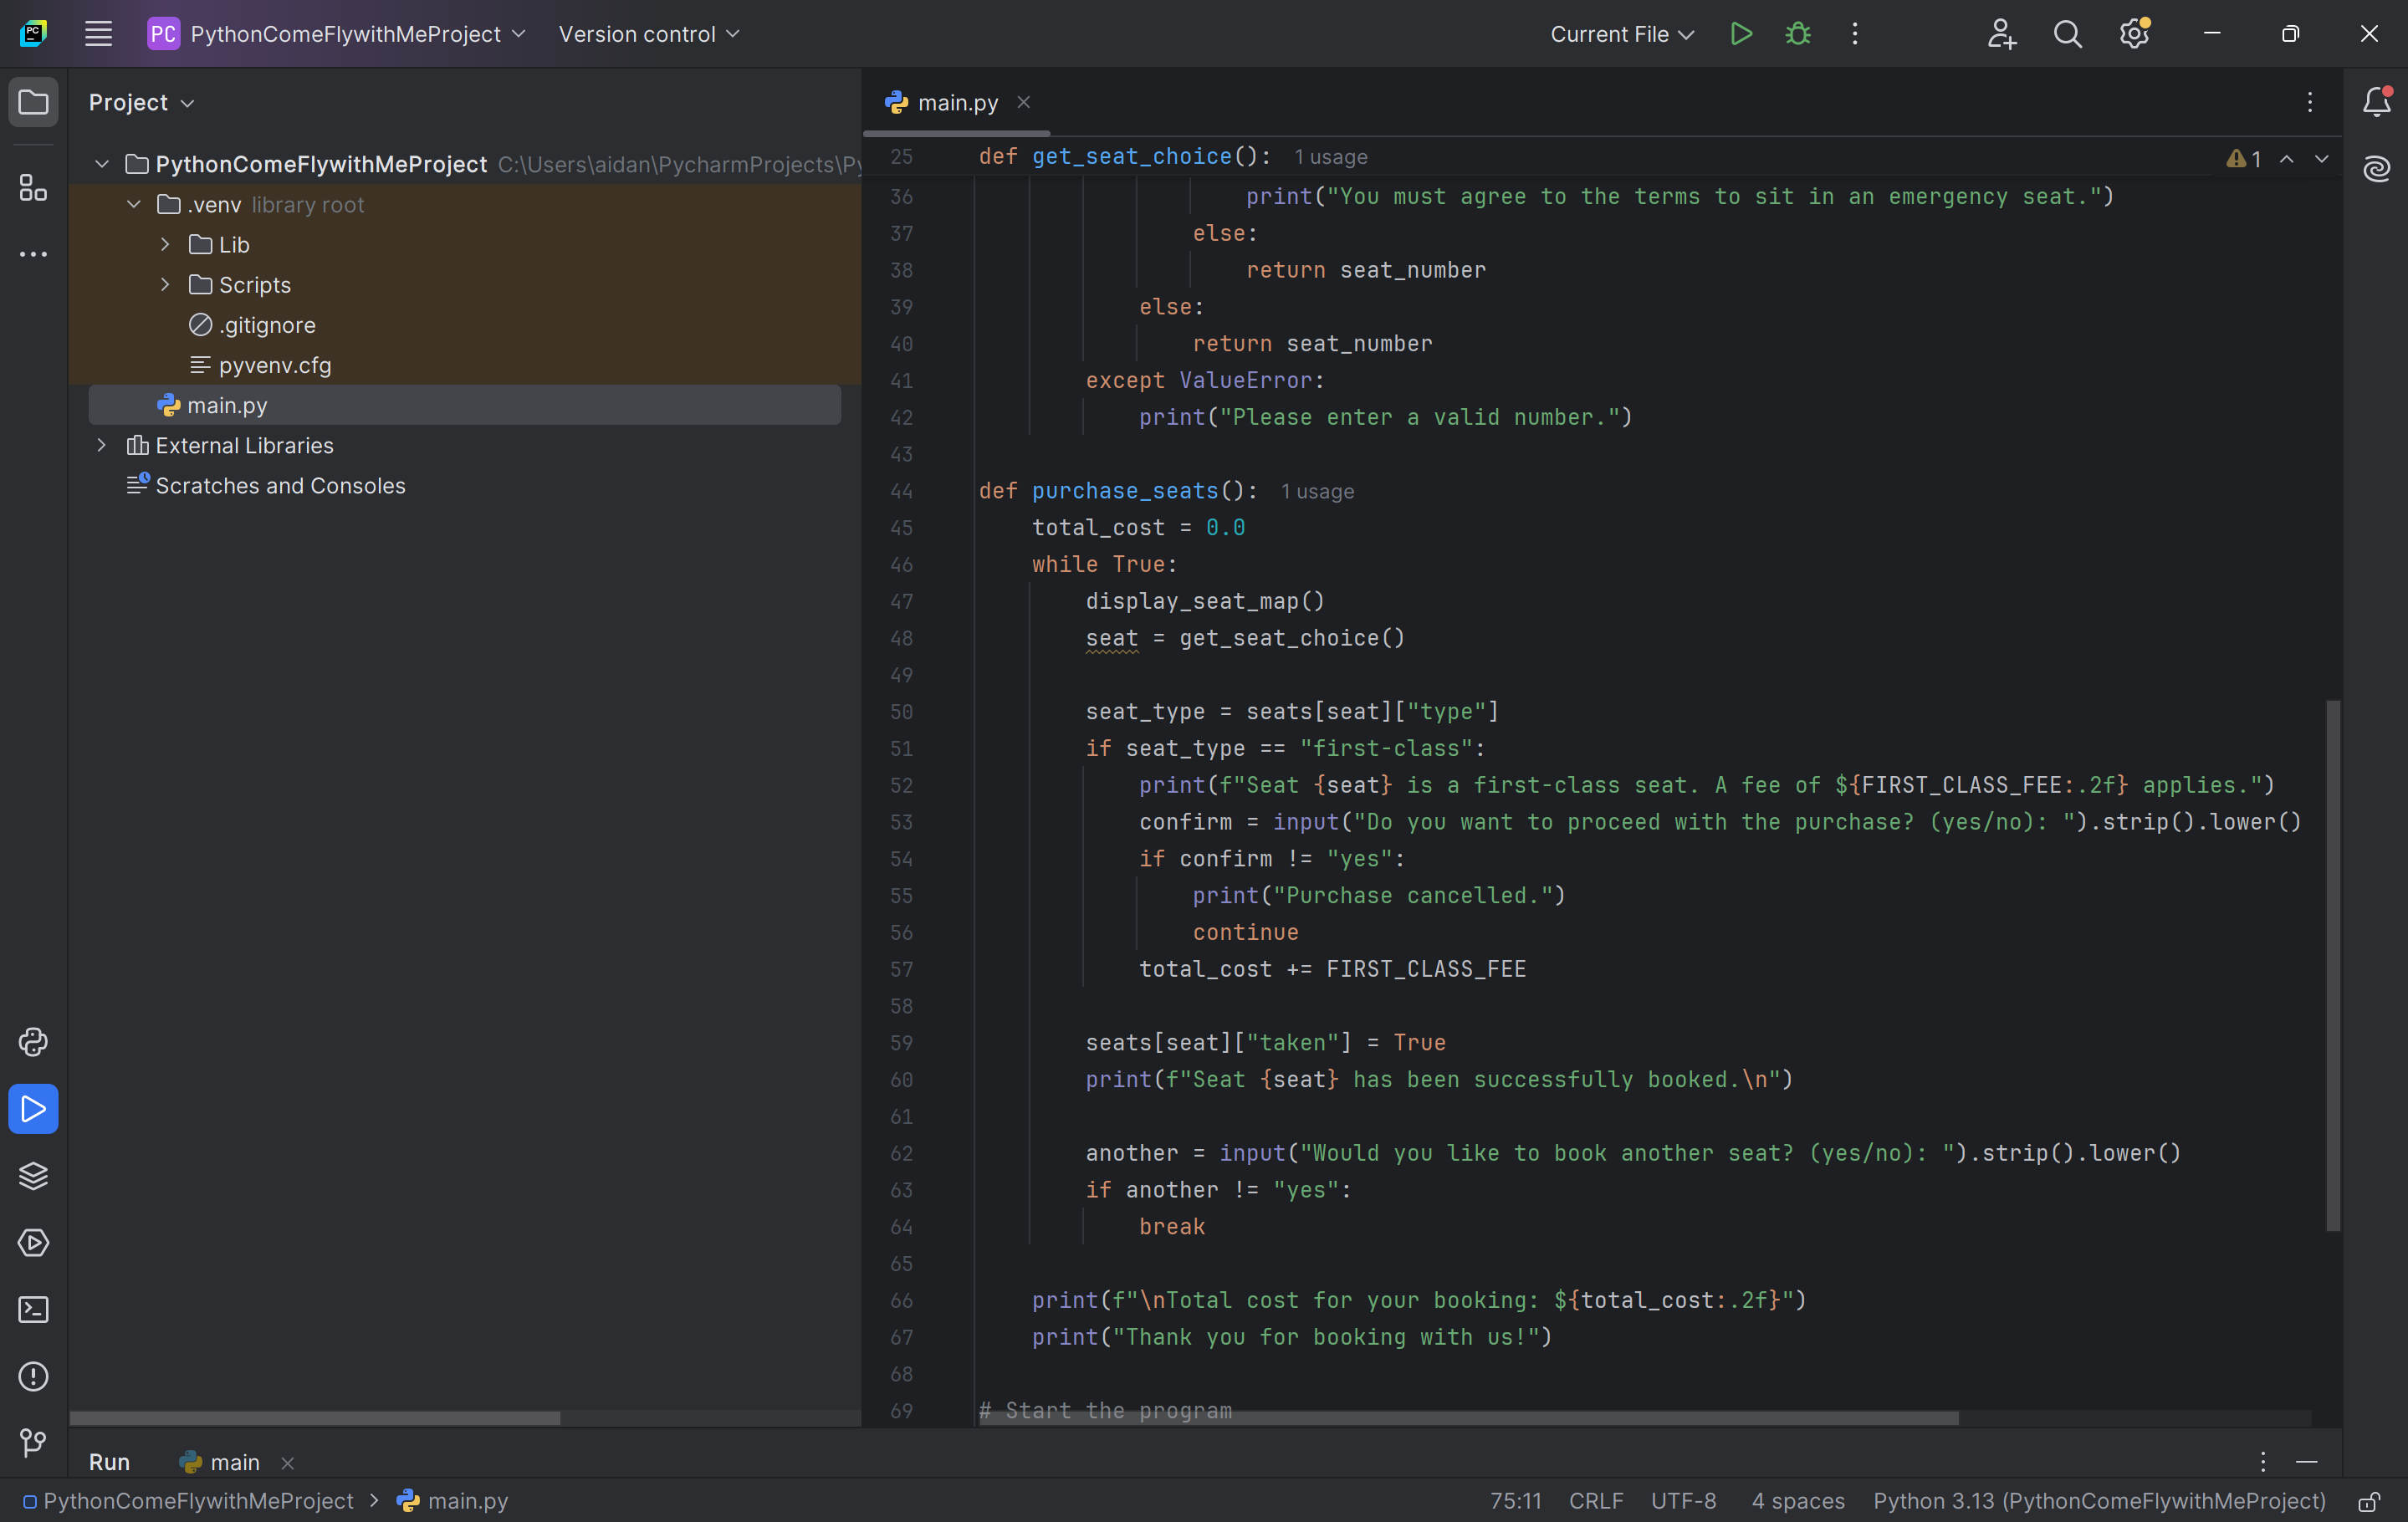 PC PythonComeFlywithMeProject Version control Current File
Project
PythonComeFlywithMeProject C:\Users\aidan\PycharmProjects\Py
.venv library root
Lib
Scripts
.gitignore
pyvenv.cfg
main.py
External Libraries
Scratches and Consoles
main.py
25 def get_seat_choice(): 1 usage 1
36 print("You must agree to the terms to sit in an emergency seat.")
37 else:
38 return seat_number
39 else:
40 return seat_number
41 except ValueError:
42 print("Please enter a valid number.")
43
44 def purchase_seats(): 1 usage
45 total_cost = 0.0
46 while True:
47 display_seat_map()
48 seat = get_seat_choice()
49
50 seat_type = seats[seat]["type"]
51 if seat_type == "first-class":
52 print(f"Seat {seat} is a first-class seat. A fee of ${FIRST_CLASS_FEE:.2f} applies.")
53 confirm = input("Do you want to proceed with the purchase? (yes/no): ").strip().lower()
54 if confirm != "yes":
55 print("Purchase cancelled.")
56 continue
57 total_cost += FIRST_CLASS_FEE
58
59 seats[seat]["taken"] = True
60 print(f"Seat {seat} has been successfully booked.\n")
61
62 another = input("Would you like to book another seat? (yes/no): ").strip().lower()
63 if another != "yes":
64 break
65
66 print(f"\nTotal cost for your booking: ${total_cost:.2f}")
67 print("Thank you for booking with us!")
68
69 # Start the program
Run main
PythonComeFlywithMeProject main.py 75:11 CRLF UTF-8 4 spaces Python 3.13 (PythonComeFlywithMeProject)